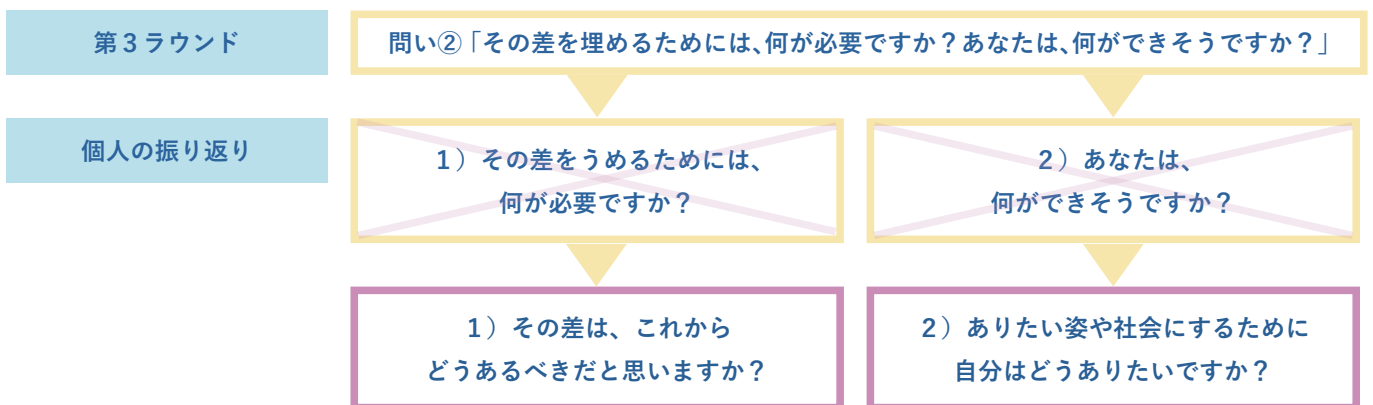 第３ラウンド
問い②「その差を埋めるためには、何が必要ですか？あなたは、何ができそうですか？」
個人の振り返り
１）その差をうめるためには、
何が必要ですか？
２）あなたは、
何ができそうですか？
１）その差は、これから
どうあるべきだと思いますか？
２）ありたい姿や社会にするために
自分はどうありたいですか？